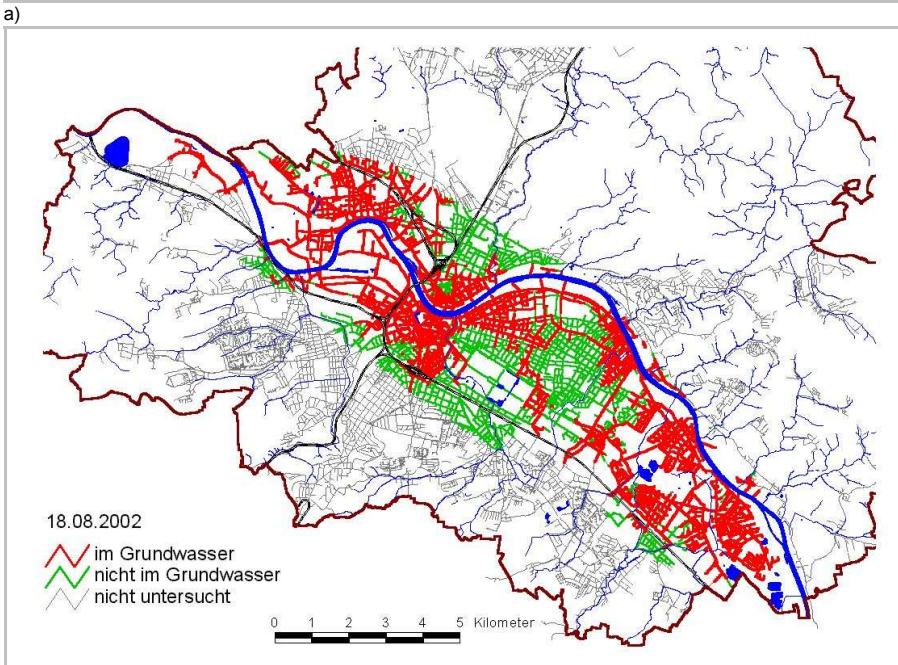 a)
18.08.2002
im Grundwasser
nicht im Grundwasser
nicht untersucht
0 1 2 3 4 5 Kilometer